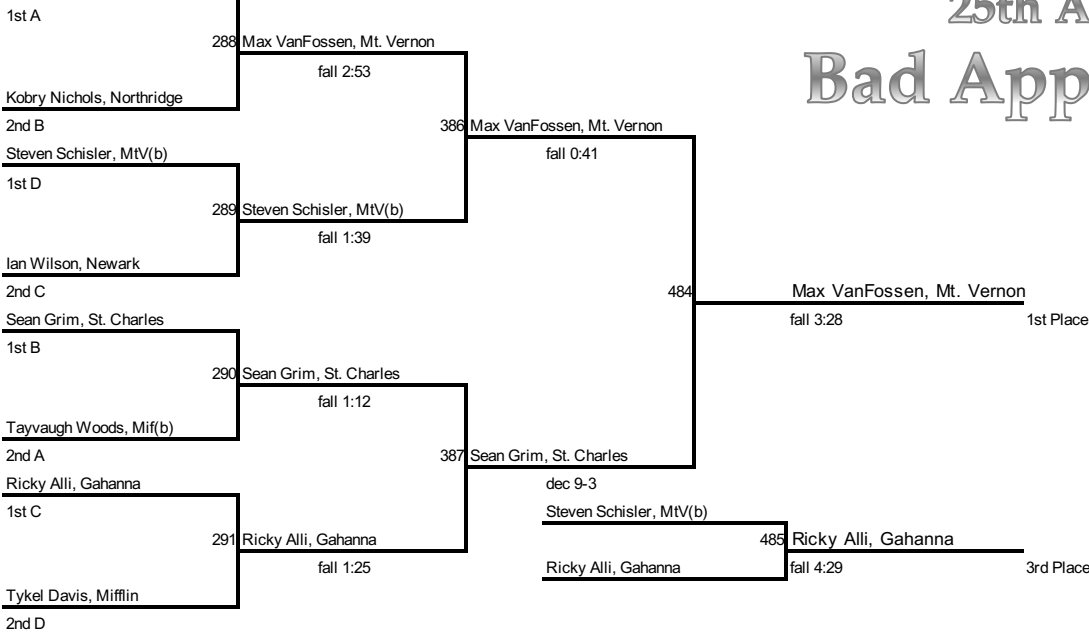 25th A
Bad App
1st A
288 Max VanFossen, Mt. Vernon
fall 2:53
Kobry Nichols, Northridge
2nd B
386 Max VanFossen, Mt. Vernon
fall 0:41
Steven Schisler, MtV(b)
1st D
289 Steven Schisler, MtV(b)
fall 1:39
Ian Wilson, Newark
2nd C
484 Max VanFossen, Mt. Vernon
fall 3:28 1st Place
Sean Grim, St. Charles
1st B
290 Sean Grim, St. Charles
fall 1:12
Tayvaugh Woods, Mif(b)
2nd A
387 Sean Grim, St. Charles
dec 9-3
Ricky Alli, Gahanna
1st C
Steven Schisler, MtV(b)
291 Ricky Alli, Gahanna
fall 1:25
485 Ricky Alli, Gahanna
Ricky Alli, Gahanna
fall 4:29 3rd Place
Tykel Davis, Mifflin
2nd D